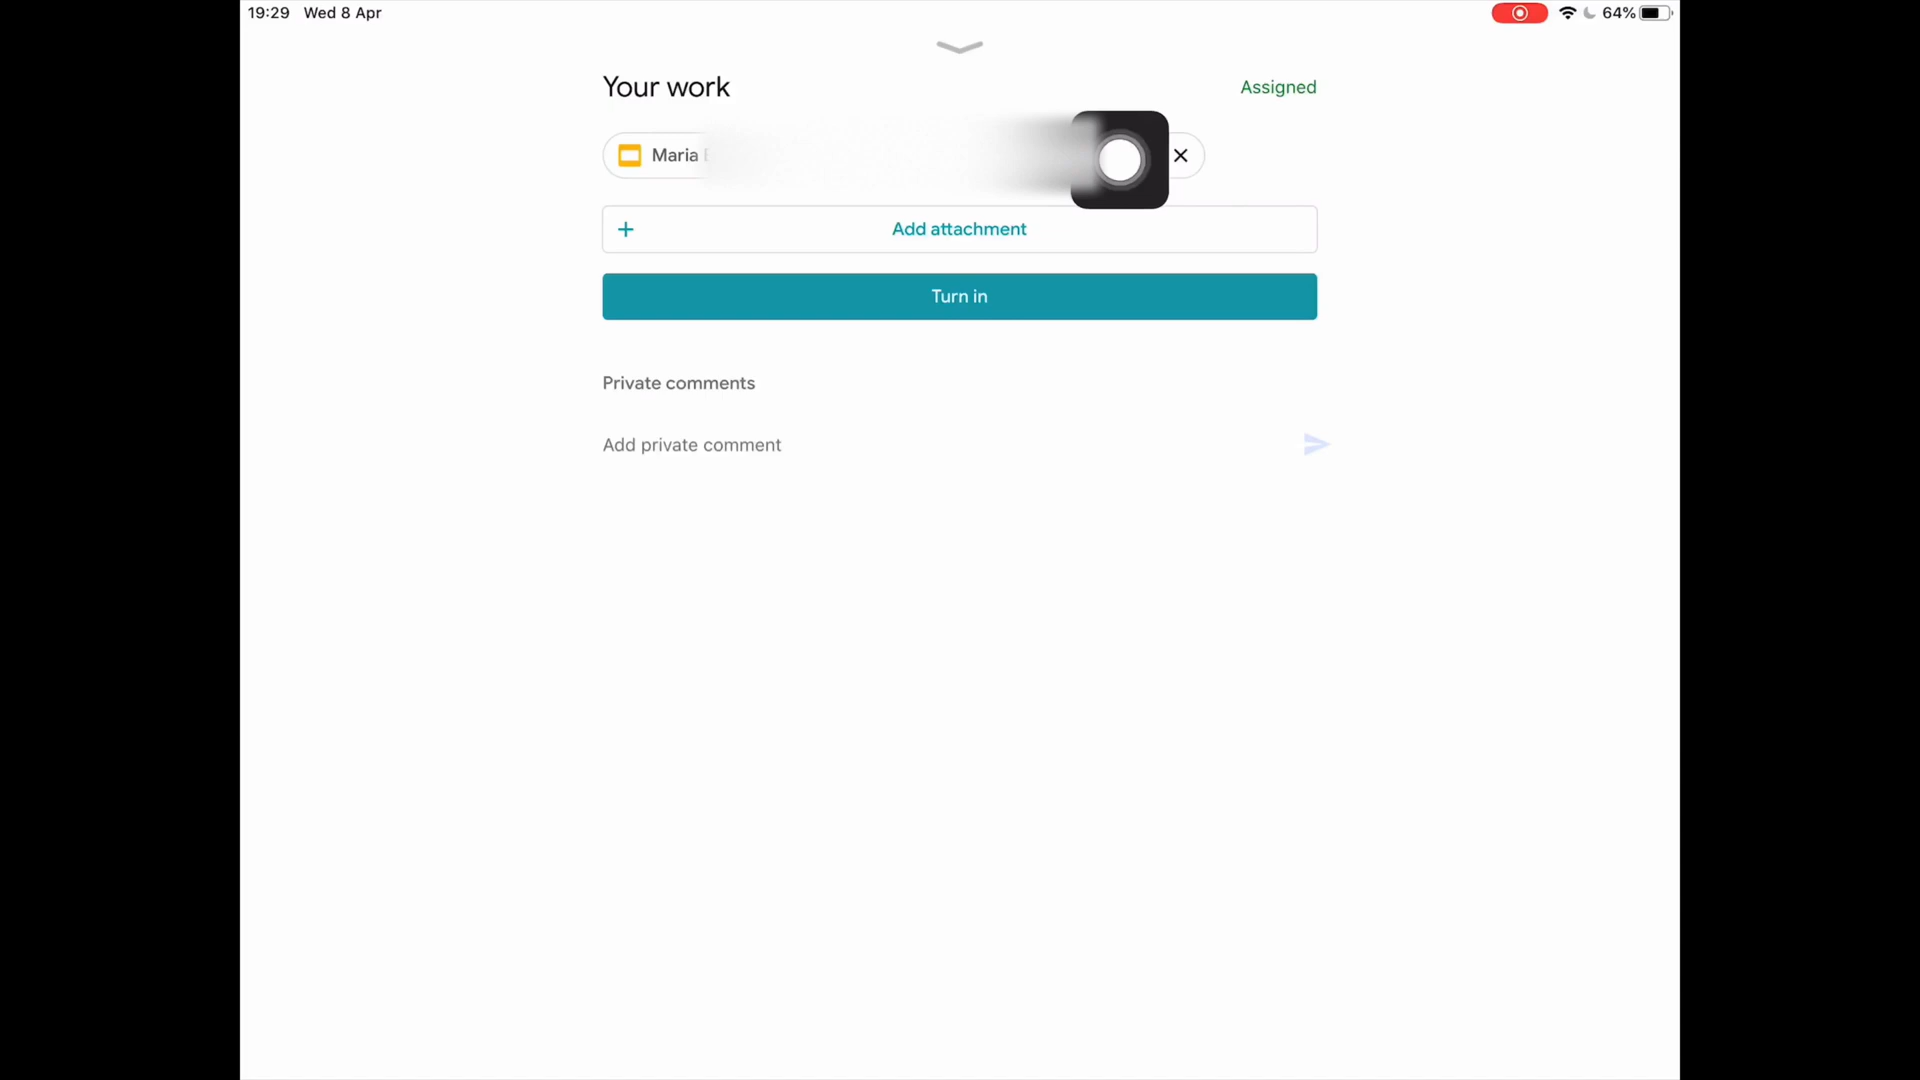 19:29 Wed 8 Apr
64%
Your work
Assigned
Maria
Add attachment
Turn in
Private comments
Add private comment